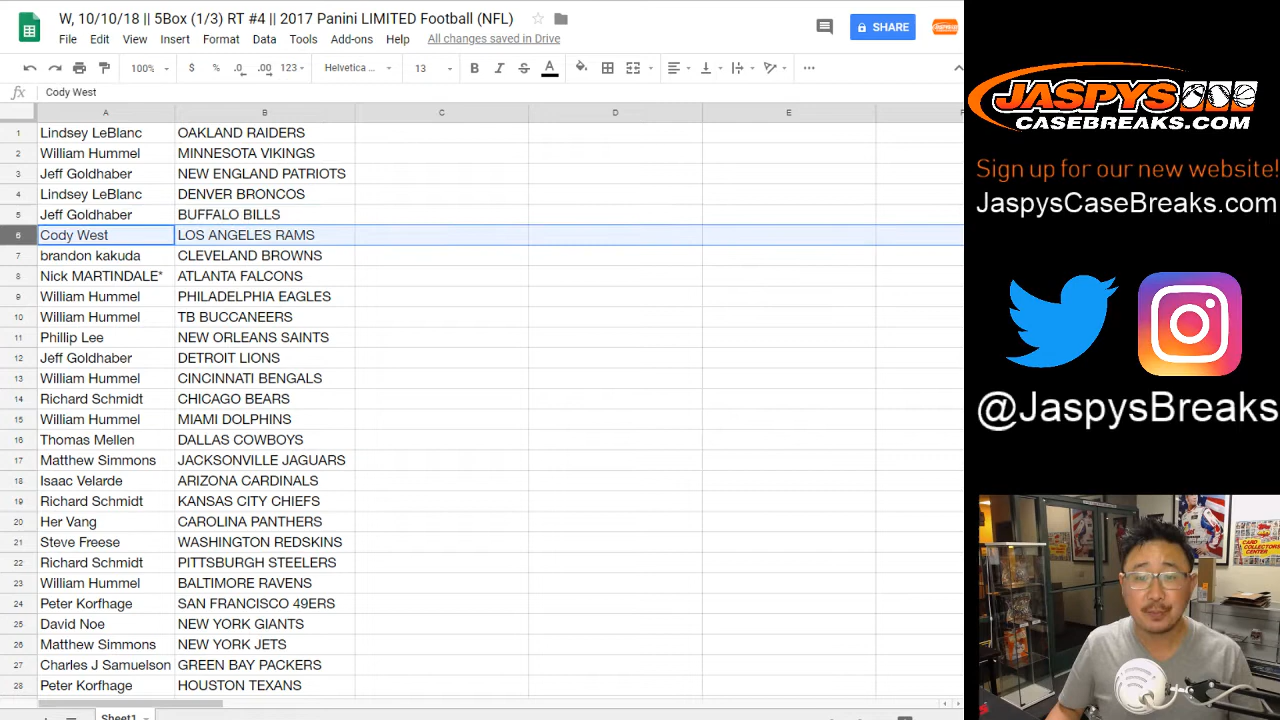 W, 10/10/18 || 5Box (1/3) RT #4 || 2017 Panini LIMITED Football (NFL)
File Edit View Insert Format Data Tools Add-ons Help All changes saved in Drive
SHARE
100% $ % .0 .00 123 Helvetica ... 13 B I S A
fx Cody West
A B C D E
1 Lindsey LeBlanc OAKLAND RAIDERS
2 William Hummel MINNESOTA VIKINGS
3 Jeff Goldhaber NEW ENGLAND PATRIOTS
4 Lindsey LeBlanc DENVER BRONCOS
5 Jeff Goldhaber BUFFALO BILLS
6 Cody West LOS ANGELES RAMS
7 brandon kakuda CLEVELAND BROWNS
8 Nick MARTINDALE* ATLANTA FALCONS
9 William Hummel PHILADELPHIA EAGLES
10 William Hummel TB BUCCANEERS
11 Phillip Lee NEW ORLEANS SAINTS
12 Jeff Goldhaber DETROIT LIONS
13 William Hummel CINCINNATI BENGALS
14 Richard Schmidt CHICAGO BEARS
15 William Hummel MIAMI DOLPHINS
16 Thomas Mellen DALLAS COWBOYS
17 Matthew Simmons JACKSONVILLE JAGUARS
18 Isaac Velarde ARIZONA CARDINALS
19 Richard Schmidt KANSAS CITY CHIEFS
20 Her Vang CAROLINA PANTHERS
21 Steve Freese WASHINGTON REDSKINS
22 Richard Schmidt PITTSBURGH STEELERS
23 William Hummel BALTIMORE RAVENS
24 Peter Korfhage SAN FRANCISCO 49ERS
25 David Noe NEW YORK GIANTS
26 Matthew Simmons NEW YORK JETS
27 Charles J Samuelson GREEN BAY PACKERS
28 Peter Korfhage HOUSTON TEXANS
Sheet1
JASPYS
CASEBREAKS.COM
Sign up for our new website!
JaspysCaseBreaks.com
@JaspysBreaks
CARD
COLLECTORS
CENTER